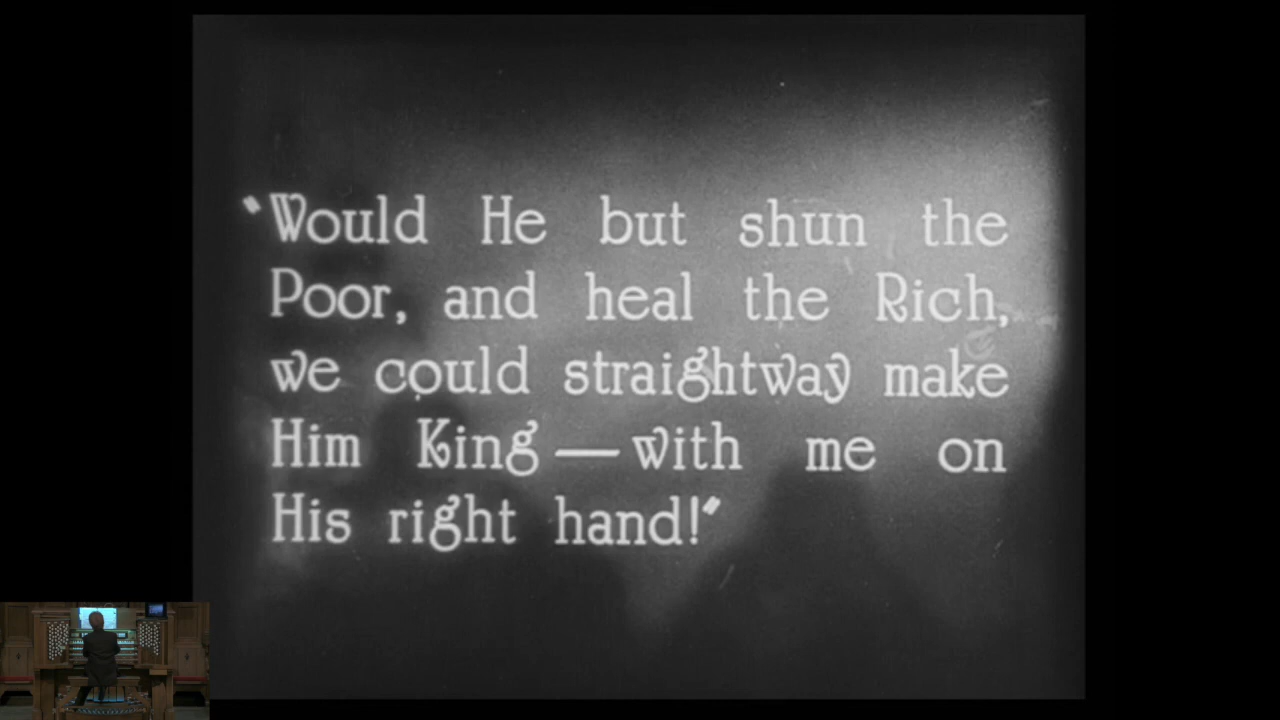 “Would He but shun the
Poor, and heal the Rich,
we could straightway make
Him King — with me on
His right hand!”